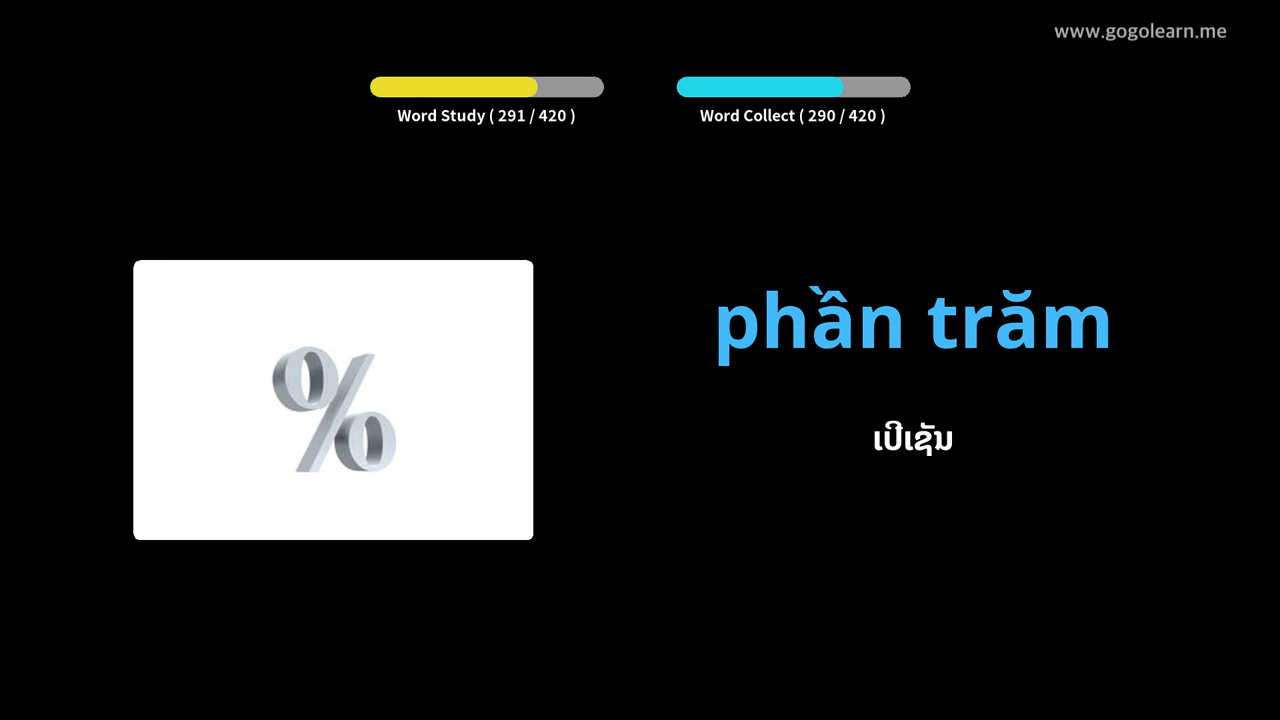 www.gogolearn.me
Word Study ( 291 / 420 )
Word Collect ( 290 / 420 )
%
phần trăm
ເປີເຊັນ